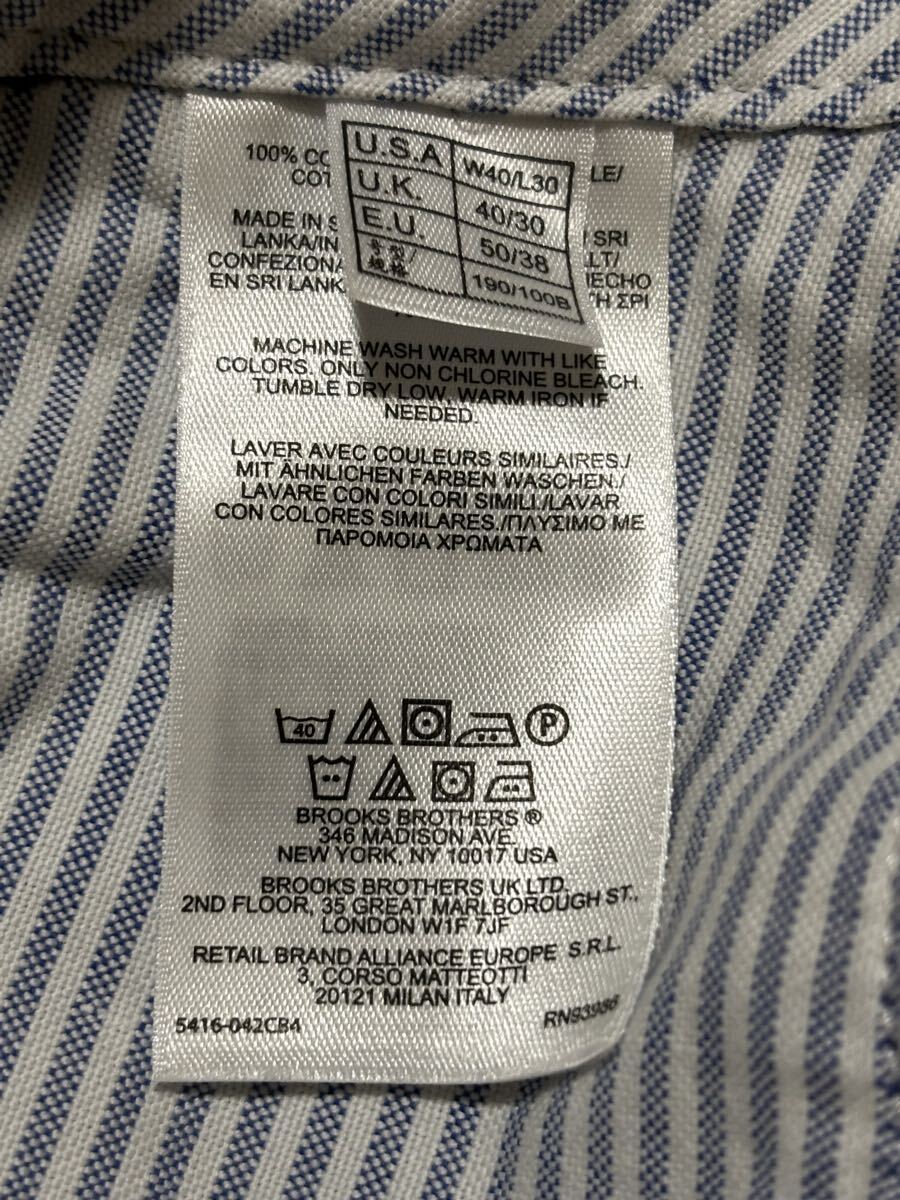 U.S.A W40/L30
U.K. 40/30
E.U. 50/38
190/100B
100% CO
LE/
COT
MADE IN S
SRI
LANKA/IN
LT/
CONFEZIONA
HECHO
EN SRI LANK
ΣΡΙ
MACHINE WASH WARM WITH LIKE
COLORS. ONLY NON CHLORINE BLEACH.
TUMBLE DRY LOW. WARM IRON IF
NEEDED.
LAVER AVEC COULEURS SIMILAIRES./
MIT ÄHNLICHEN FARBEN WASCHEN./
LAVARE CON COLORI SIMILI./LAVAR
CON COLORES SIMILARES./ΠΛΥΣΙΜΟ ΜΕ
ΠΑΡΟΜΟΙΑ ΧΡΩΜΑΤΑ
40 P
BROOKS BROTHERS ®
346 MADISON AVE.
NEW YORK, NY 10017 USA
BROOKS BROTHERS UK LTD.
2ND FLOOR, 35 GREAT MARLBOROUGH ST.,
LONDON W1F 7JF
RETAIL BRAND ALLIANCE EUROPE S.R.L.
3, CORSO MATTEOTTI
20121 MILAN ITALY
5416-042CB4 RN93986